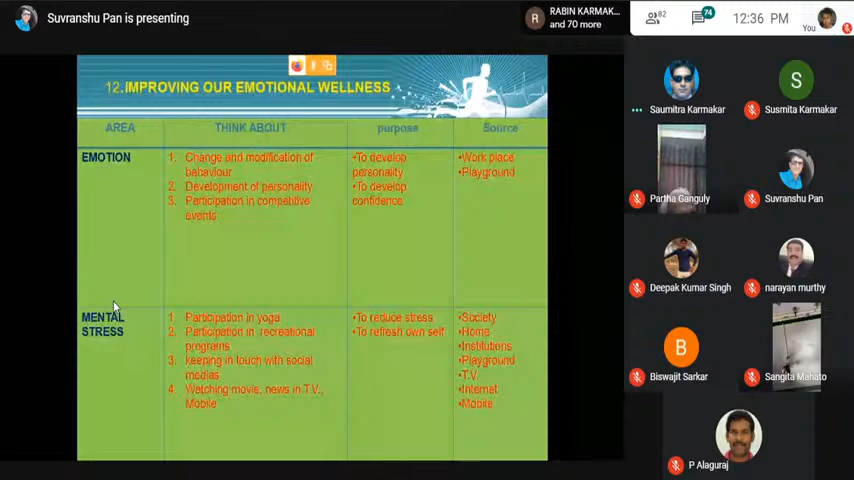 Suvranshu Pan is presenting
R
RABIN KARMAK...
and 70 more
82
74
12:36 PM
You
12.IMPROVING OUR EMOTIONAL WELLNESS
AREA
THINK ABOUT
purpose
Source
EMOTION
1. Change and modification of
bahaviour
2. Development of personality
3. Participation in competitive
events
•To develop
personality
•To develop
confidence
•Work place
•Playground
MENTAL
STRESS
1. Participation in yoga
2. Participation in recreational
programs
3. keeping in touch with social
medias
4. Watching movie, news in T.V.,
Mobile
•To reduce stress
•To refresh own self
•Society
•Home
•Institutions
•Playground
•T.V
•Internet
•Mobile
Saumitra Karmakar
S
Susmita Karmakar
Partha Ganguly
Suvranshu Pan
Deepak Kumar Singh
narayan murthy
B
Biswajit Sarkar
Sangita Mahato
P Alaguraj